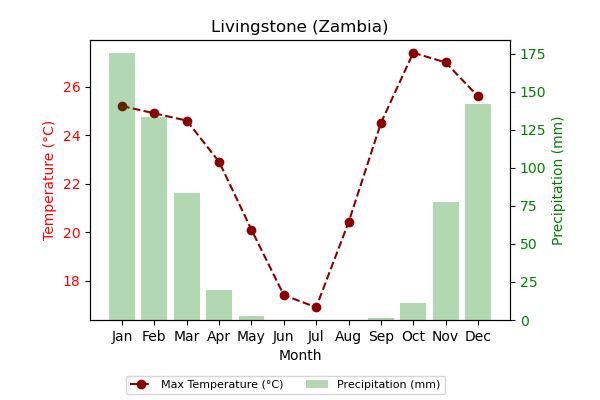 Livingstone (Zambia)
Temperature (°C)
26
24
22
20
18
175
150
125
100
75
50
25
0
Precipitation (mm)
Jan Feb Mar Apr May Jun Jul Aug Sep Oct Nov Dec
Month
Max Temperature (°C) Precipitation (mm)